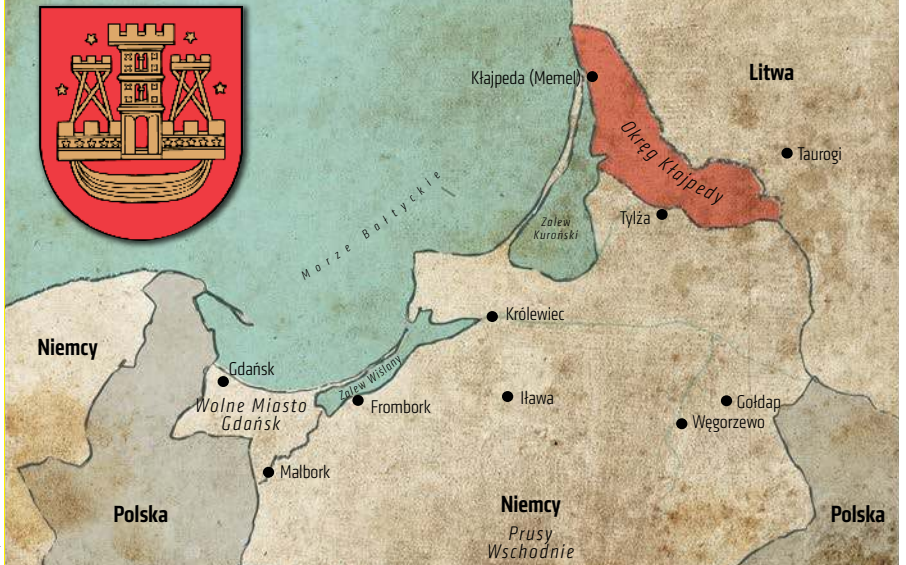 Kłajpeda (Memel)
Litwa
Okręg Kłajpedy
Taurogi
Morze Bałtyckie
Zalew
Kuroński
Tylża
Królewiec
Niemcy
Gdańsk
Wolne Miasto
Gdańsk
Zalew Wiślany
Frombork
Iława
Gołdap
Węgorzewo
Malbork
Polska
Niemcy
Prusy
Wschodnie
Polska